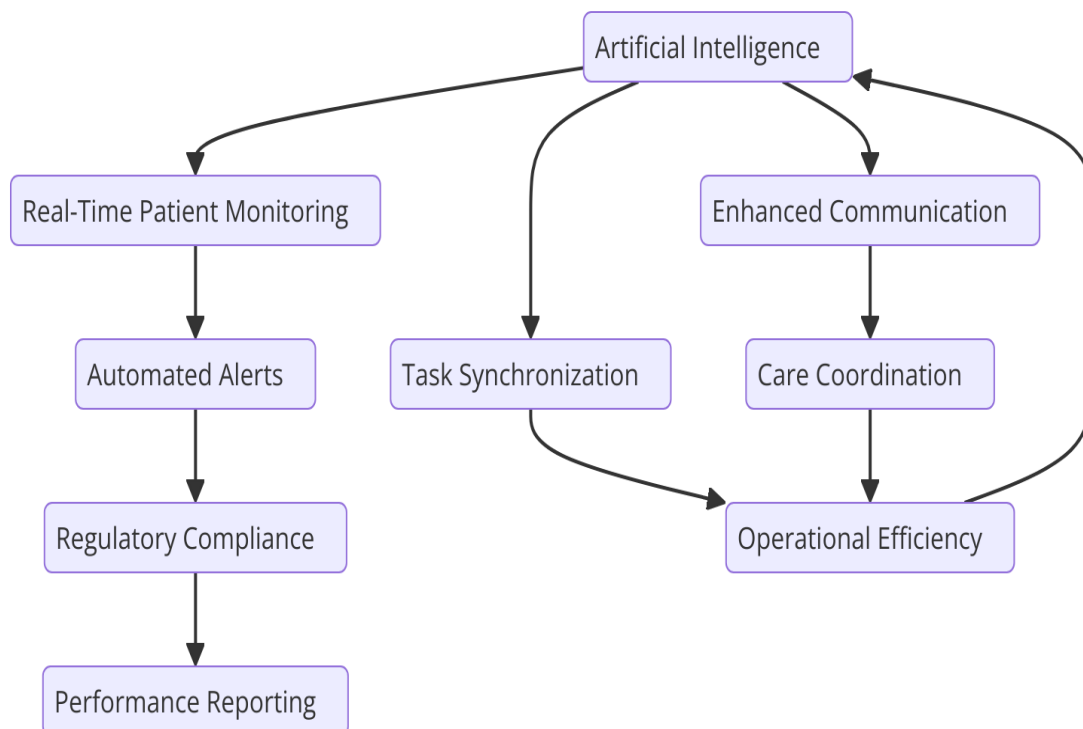 Artificial Intelligence
Real-Time Patient Monitoring
Enhanced Communication
Automated Alerts
Task Synchronization
Care Coordination
Regulatory Compliance
Operational Efficiency
Performance Reporting